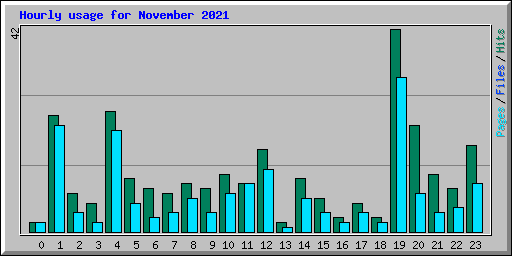 Hourly usage for November 2021
42
Pages/Files/Hits
0 1 2 3 4 5 6 7 8 9 10 11 12 13 14 15 16 17 18 19 20 21 22 23